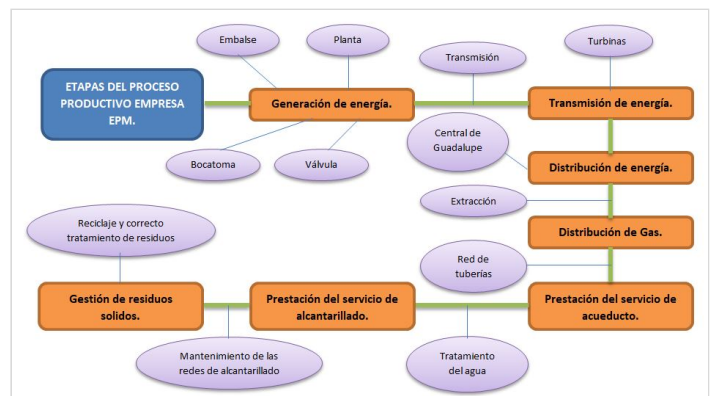 Embalse
Planta
Turbinas
Transmisión
ETAPAS DEL PROCESO
PRODUCTIVO EMPRESA
EPM.
Generación de energía.
Transmisión de energía.
Bocatoma
Válvula
Central de
Guadalupe
Distribución de energía.
Extracción
Reciclaje y correcto
tratamiento de residuos
Distribución de Gas.
Red de
tuberías
Gestión de residuos
solidos.
Prestación del servicio de
alcantarillado.
Prestación del servicio de
acueducto.
Mantenimiento de las
redes de alcantarillado
Tratamiento
del agua